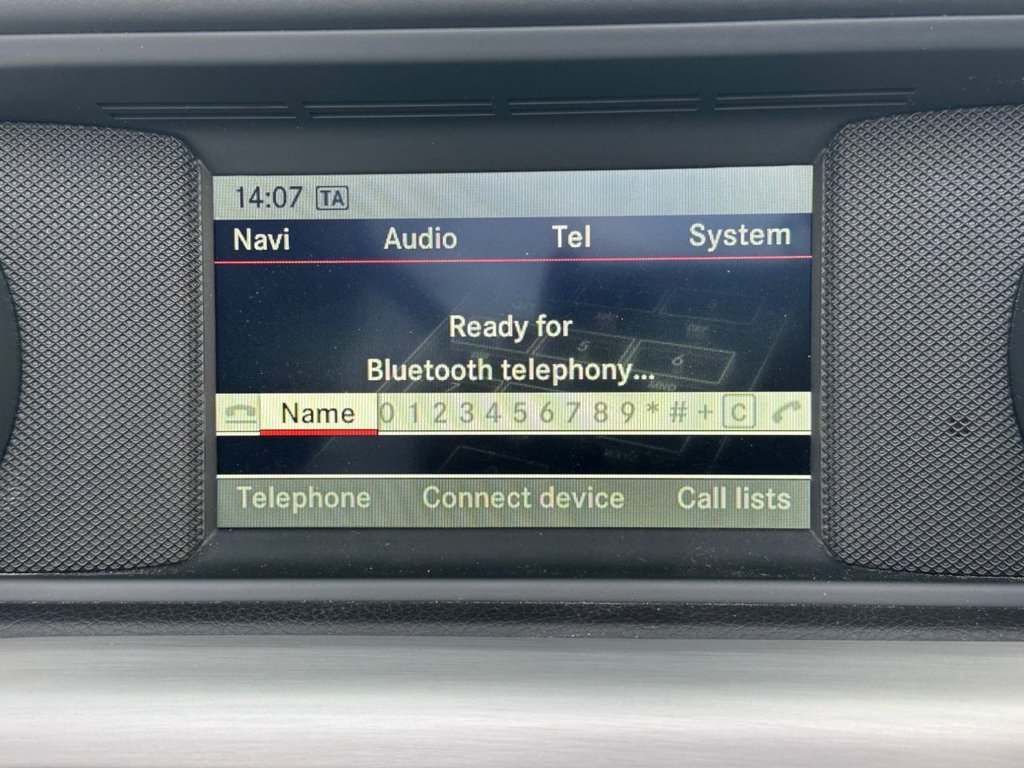 14:07 TA
Navi Audio Tel System
Ready for
Bluetooth telephony...
Name 0 1 2 3 4 5 6 7 8 9 * # + C
Telephone Connect device Call lists